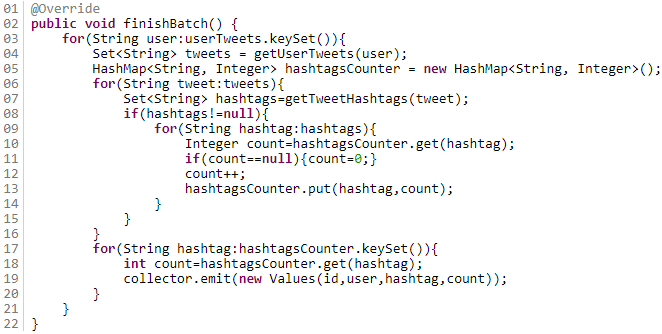 01 @Override
02 public void finishBatch() {
03     for(String user:userTweets.keySet()){
04         Set<String> tweets = getUserTweets(user);
05         HashMap<String, Integer> hashtagsCounter = new HashMap<String, Integer>();
06         for(String tweet:tweets){
07             Set<String> hashtags=getTweetHashtags(tweet);
08             if(hashtags!=null){
09                 for(String hashtag:hashtags){
10                     Integer count=hashtagsCounter.get(hashtag);
11                     if(count==null){count=0;}
12                     count++;
13                     hashtagsCounter.put(hashtag,count);
14                 }
15             }
16         }
17         for(String hashtag:hashtagsCounter.keySet()){
18             int count=hashtagsCounter.get(hashtag);
19             collector.emit(new Values(id,user,hashtag,count));
20         }
21     }
22 }